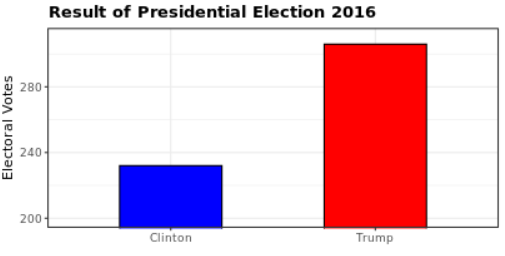 Result of Presidential Election 2016
Electoral Votes
280
240
200
Clinton Trump